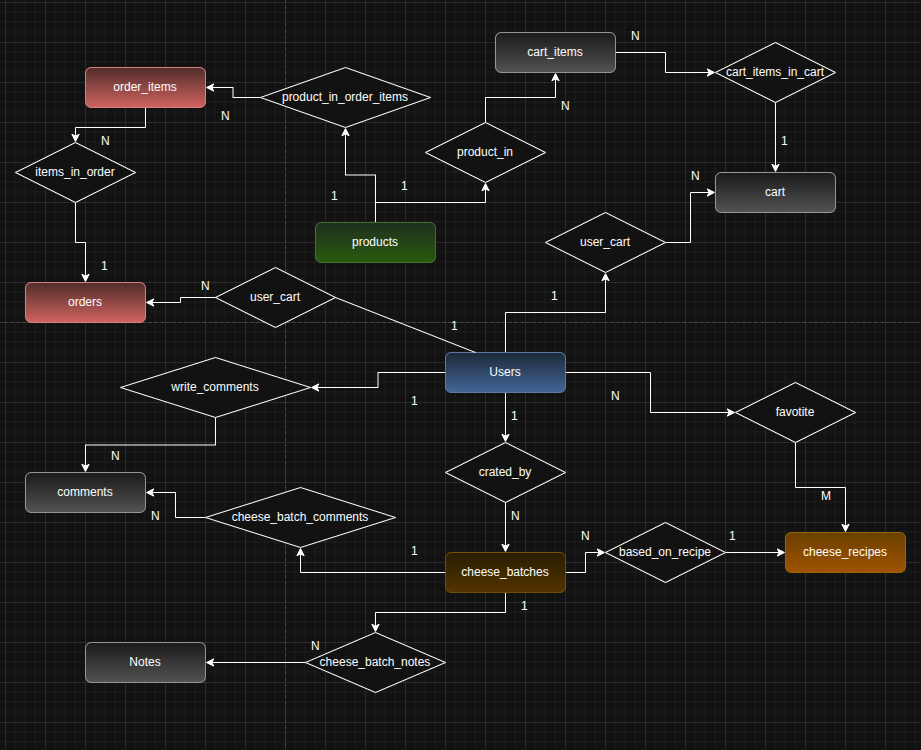 cart_items
N
cart_items_in_cart
order_items
product_in_order_items
N
N
N
1
items_in_order
product_in
1
1
N
cart
products
user_cart
1
orders
N
user_cart
1
1
Users
write_comments
1
N
1
favotite
N
comments
crated_by
M
N
cheese_batch_comments
N
1
N
1
cheese_batches
based_on_recipe
cheese_recipes
1
N
Notes
cheese_batch_notes